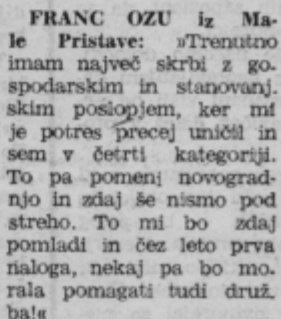 FRANC OZU iz Ma-
le Pristave: »Trenutno
imam največ skrbi z go-
spodarskim in stanovanj.
skim poslopjem, ker mi
je potres precej uničil in
sem v četrti kategoriji.
To pa pomenj novograd-
njo in zdaj še nismo pod
streho. To mi bo zdaj
pomladi in čez leto prva
naloga, nekaj pa bo mo-
rala pomagati tudi druž.
ba!«